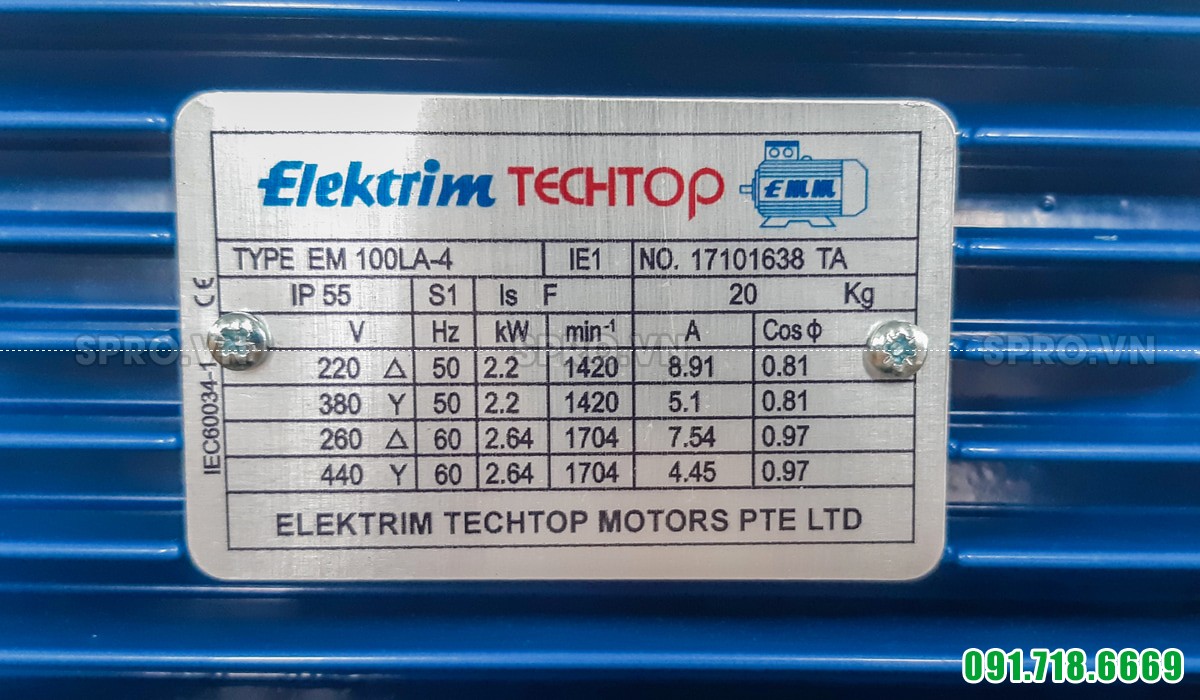 Elektrim TECHTOP EMM
TYPE EM 100LA-4 IE1 NO. 17101638 TA
IP 55 S1 Is F 20 Kg
V Hz kW min-1 A Cos ϕ
220 Δ 50 2.2 1420 8.91 0.81
380 Y 50 2.2 1420 5.1 0.81
260 Δ 60 2.64 1704 7.54 0.97
440 Y 60 2.64 1704 4.45 0.97
ELEKTRIM TECHTOP MOTORS PTE LTD
IEC60034-1 CE
SPRO.VN SPRO.VN SPRO.VN
091.718.6669